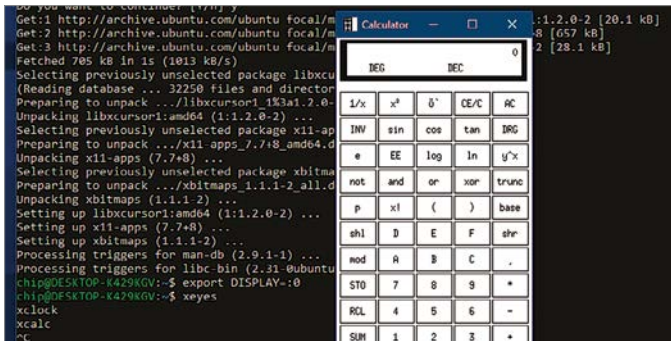 Do you want to continue? [Y/n] y
Get:1 http://archive.ubuntu.com/ubuntu focal/m :1.2.0-2 [20.1 kB]
Get:2 http://archive.ubuntu.com/ubuntu focal/m 8 [657 kB]
Get:3 http://archive.ubuntu.com/ubuntu focal/m 2 [28.1 kB]
Fetched 705 kB in 1s (1013 kB/s)
Selecting previously unselected package libxcu
(Reading database ... 32250 files and director
Preparing to unpack .../libxcursor1_1%3a1.2.0-
Unpacking libxcursor1:amd64 (1:1.2.0-2) ...
Selecting previously unselected package x11-ap
Preparing to unpack .../x11-apps_7.7+8_amd64.d
Unpacking x11-apps (7.7+8) ...
Selecting previously unselected package xbitma
Preparing to unpack .../xbitmaps_1.1.1-2_all.d
Unpacking xbitmaps (1.1.1-2) ...
Setting up libxcursor1:amd64 (1:1.2.0-2) ...
Setting up x11-apps (7.7+8) ...
Setting up xbitmaps (1.1.1-2) ...
Processing triggers for man-db (2.9.1-1) ...
Processing triggers for libc-bin (2.31-0ubuntu
chip@DESKTOP-K429KGV:~$ export DISPLAY=:0
chip@DESKTOP-K429KGV:~$ xeyes
xclock
xcalc
^C
Calculator
0
DEG DEC
1/x x² CE/C AC
INV sin cos tan DRG
e EE log ln y^x
not and or xor trunc
p x! ( ) base
shl D E F shr
mod A B C
STO 7 8 9 *
RCL 4 5 6 -
SUM 1 2 3 +